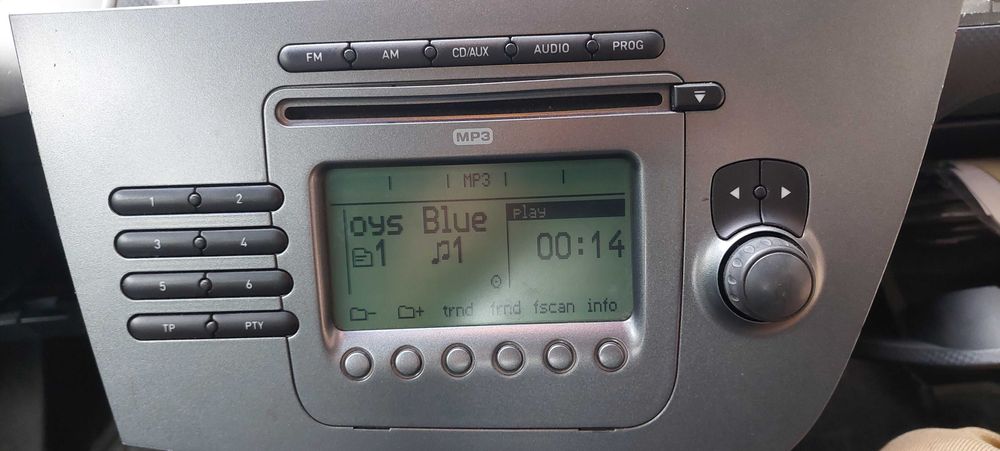 FM AM CD/AUX AUDIO PROG
MP3
MP3
oys Blue
play
1 1
00:14
trnd frnd fscan info
1 2
3 4
5 6
TP PTY